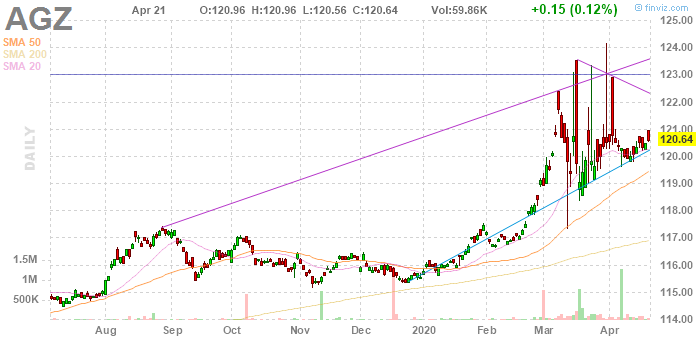 AGZ
Apr 21
O:120.96 H:120.96 L:120.56 C:120.64
Vol:59.86K
+0.15 (0.12%)
© finviz.com
SMA 50
SMA 200
SMA 20
DAILY
125.00
124.00
123.00
122.00
121.00
120.64
120.00
119.00
118.00
117.00
116.00
115.00
114.00
1.5M
1M
500K
Aug Sep Oct Nov Dec 2020 Feb Mar Apr